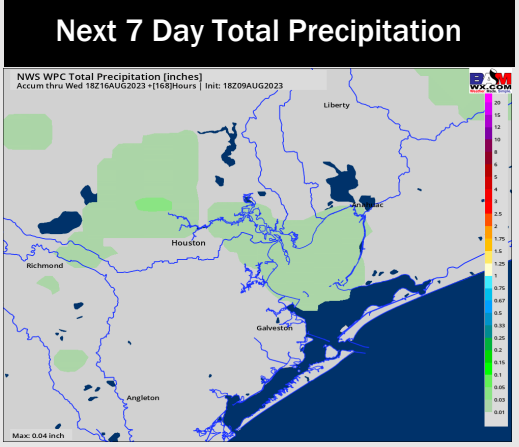 Next 7 Day Total Precipitation
NWS WPC Total Precipitation [inches]
Accum thru Wed 18Z16AUG2023 +[168]Hours | Init: 18Z09AUG2023
BAM
WX.COM
Liberty
Anahuac
Houston
Richmond
Galveston
Angleton
20
15
12
10
8
6
5
4
3
2.5
2
1.75
1.5
1.25
1
0.75
0.67
0.5
0.33
0.25
0.2
0.15
0.1
0.05
0.03
0.01
Max: 0.04 inch